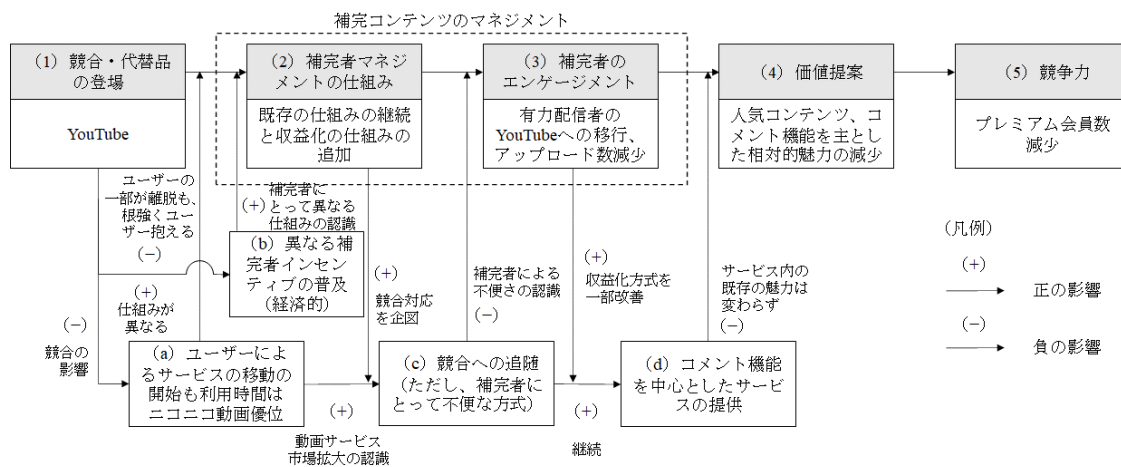 補完コンテンツのマネジメント
(1) 競合・代替品
の登場
YouTube
(2) 補完者マネジ
メントの仕組み
既存の仕組みの継続
と収益化の仕組みの
追加
(3) 補完者の
エンゲージメント
有力配信者の
YouTubeへの移行、
アップロード数減少
(4) 価値提案
人気コンテンツ、コ
メント機能を主とし
た相対的魅力の減少
(5) 競争力
プレミアム会員数
減少
ユーザーの
一部が離脱も、
根強くユー
ザー抱える
(−)
(+)
補完者に
とって異なる
仕組みの認識
(b) 異なる補
完者インセン
ティブの普及
(経済的)
(+)
仕組みが
異なる
(−)
競合の
影響
(+)
競合対応
を企図
補完者による
不便さの認識
(−)
(+)
収益化方式を
一部改善
サービス内の
既存の魅力は
変わらず
(−)
(a) ユーザーによ
るサービスの移動の
開始も利用時間は
ニコニコ動画優位
(+)
動画サービス
市場拡大の認識
(c) 競合への追随
(ただし、補完者に
とって不便な方式)
(+)
継続
(d) コメント機能
を中心としたサービ
スの提供
(凡例)
(+)
正の影響
(−)
負の影響